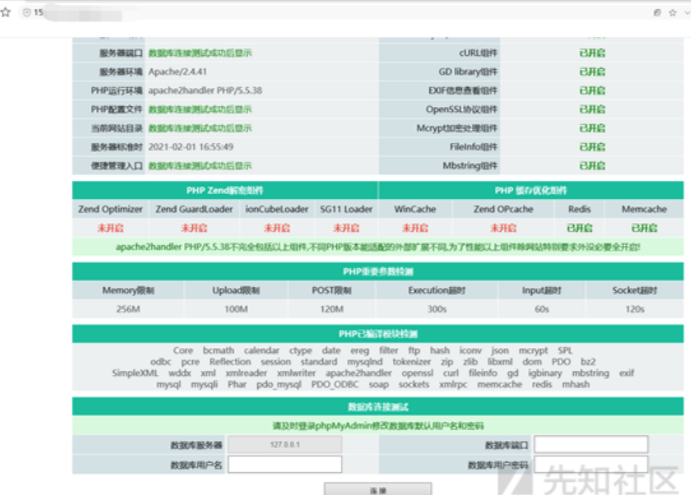 15
服务器端口 数据库连接测试成功后显示 cURL组件 已开启
服务器环境 Apache/2.4.41 GD library组件 已开启
PHP运行环境 apache2handler PHP/5.5.38 EXIF信息查看组件 已开启
PHP配置文件 数据库连接测试成功后显示 OpenSSL协议组件 已开启
当前网站目录 数据库连接测试成功后显示 Mcrypt加密处理组件 已开启
服务器标准时 2021-02-01 16:55:49 FileInfo组件 已开启
便捷管理入口 数据库连接测试成功后显示 Mbstring组件 已开启
PHP Zend解密组件 PHP 缓存优化组件
Zend Optimizer Zend GuardLoader ionCubeLoader SG11 Loader WinCache Zend OPcache Redis Memcache
未开启 未开启 未开启 未开启 未开启 未开启 已开启 已开启
apache2handler PHP/5.5.38不完全包括以上组件,不同PHP版本能适配的外部扩展不同,为了性能以上组件除网站特别要求外没必要全开启!
PHP重要参数检测
Memory限制 Upload限制 POST限制 Execution超时 Input超时 Socket超时
256M 100M 120M 300s 60s 120s
PHP已编译模块检测
Core bcmath calendar ctype date ereg filter ftp hash iconv json mcrypt SPL
odbc pcre Reflection session standard mysqlnd tokenizer zip zlib libxml dom PDO bz2
SimpleXML wddx xml xmlreader xmlwriter apache2handler openssl curl fileinfo gd igbinary mbstring exif
mysql mysqli Phar pdo_mysql PDO_ODBC soap sockets xmlrpc memcache redis mhash
数据库连接测试
请及时登录phpMyAdmin修改数据库默认用户名和密码
数据库服务器 127.0.0.1 数据库端口
数据库用户名 数据库用户密码
连 接
先知社区